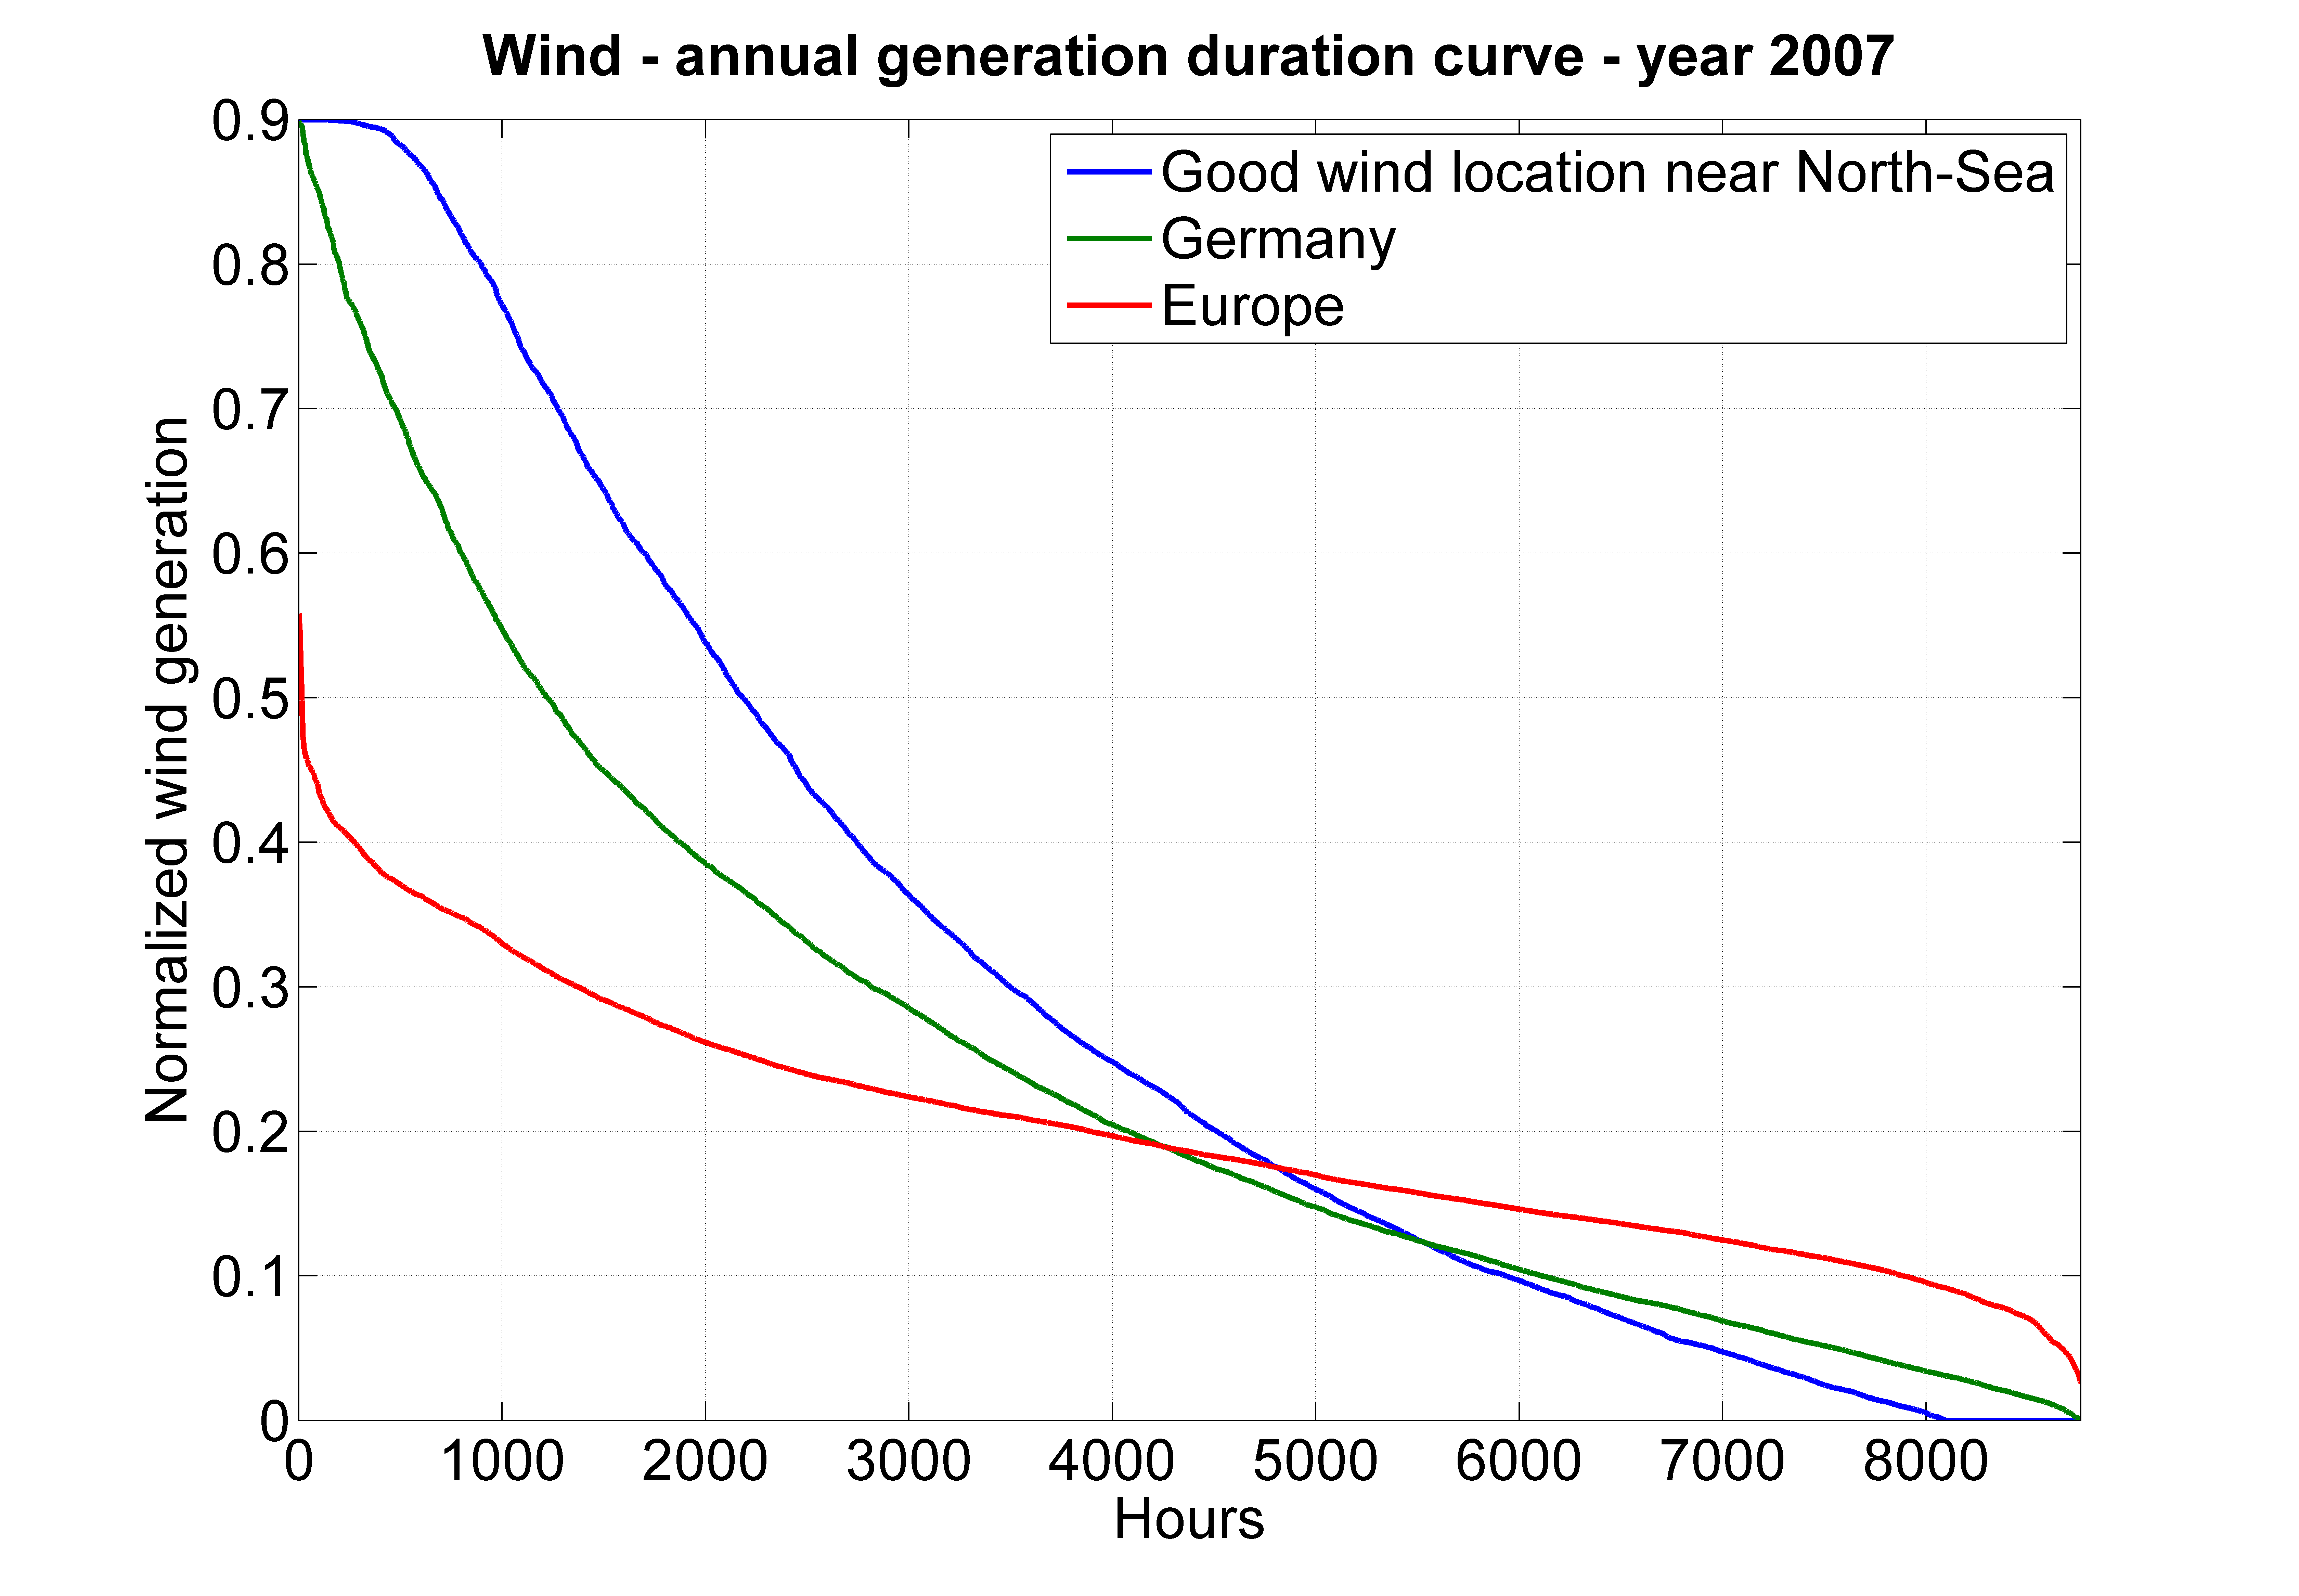 Wind - annual generation duration curve - year 2007
Normalized wind generation
0.9
0.8
0.7
0.6
0.5
0.4
0.3
0.2
0.1
0
Good wind location near North-Sea
Germany
Europe
0 1000 2000 3000 4000 5000 6000 7000 8000
Hours